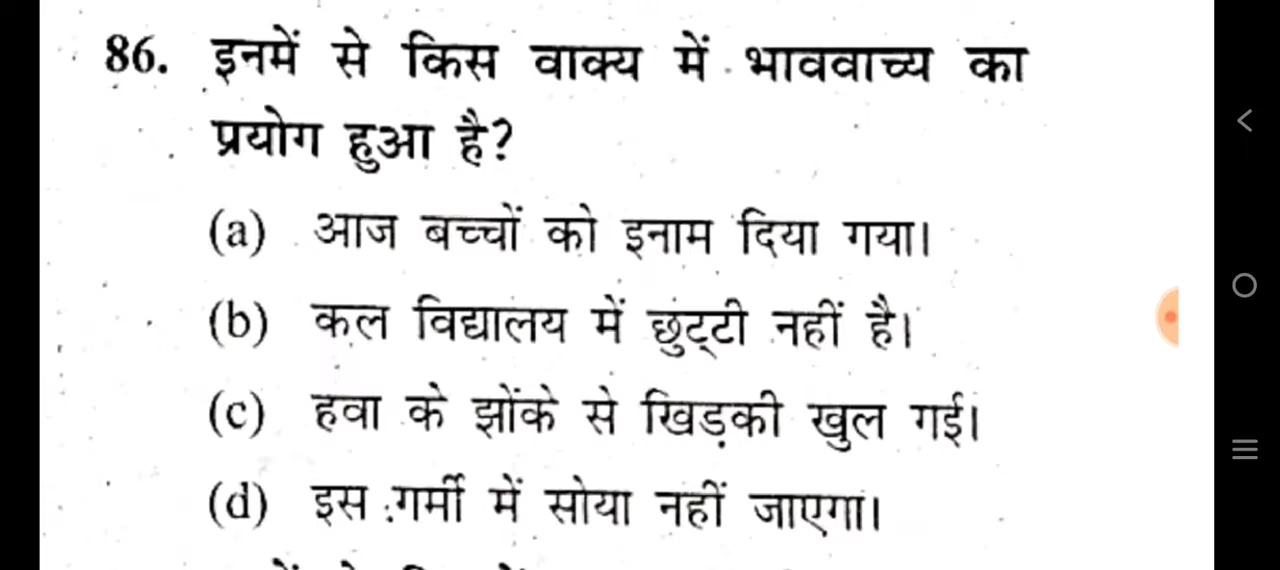 86. इनमें से किस वाक्य में भाववाच्य का
प्रयोग हुआ है?
(a) आज बच्चों को इनाम दिया गया।
(b) कल विद्यालय में छुट्टी नहीं है।
(c) हवा के झोंके से खिड़की खुल गई।
(d) इस गर्मी में सोया नहीं जाएगा।